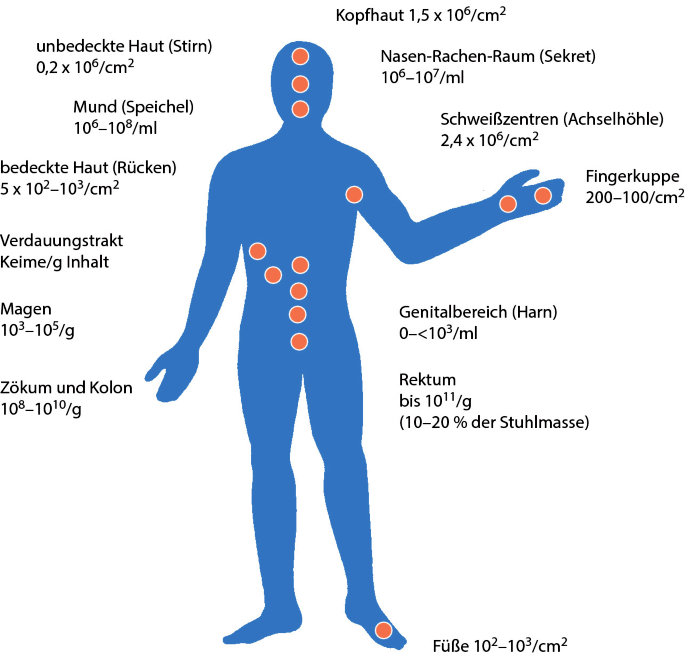 Kopfhaut 1,5 x 10⁶/cm²
unbedeckte Haut (Stirn)
0,2 x 10⁶/cm²
Nasen-Rachen-Raum (Sekret)
10⁶–10⁷/ml
Mund (Speichel)
10⁶–10⁸/ml
Schweißzentren (Achselhöhle)
2,4 x 10⁶/cm²
bedeckte Haut (Rücken)
5 x 10²–10³/cm²
Fingerkuppe
200–100/cm²
Verdauungstrakt
Keime/g Inhalt
Magen
10³–10⁵/g
Genitalbereich (Harn)
0–<10³/ml
Zökum und Kolon
10⁸–10¹⁰/g
Rektum
bis 10¹¹/g
(10–20 % der Stuhlmasse)
Füße 10²–10³/cm²